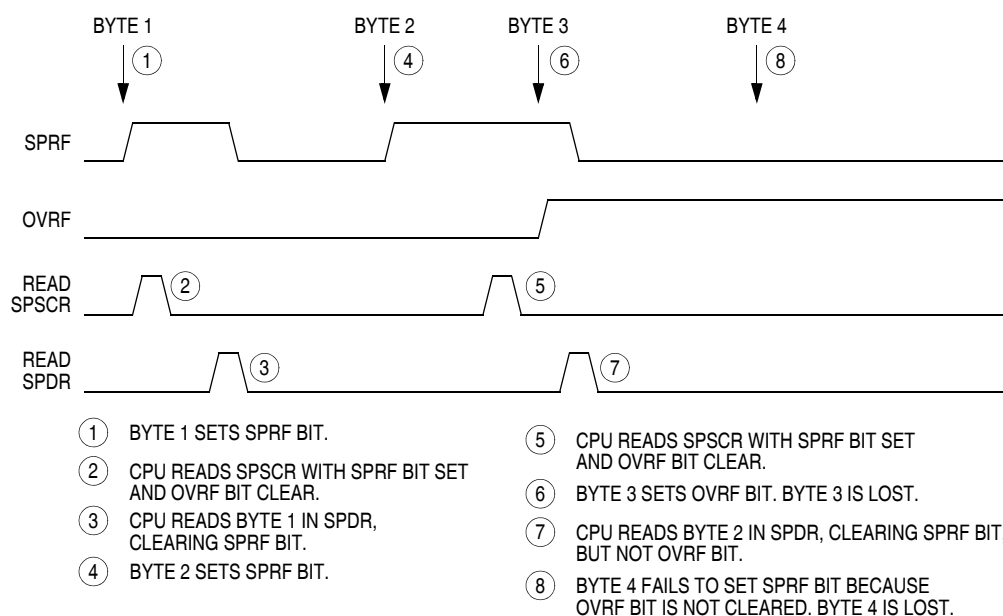 BYTE 1
BYTE 2
BYTE 3
BYTE 4
1
4
6
8
SPRF
OVRF
READ
SPSCR
2
5
READ
SPDR
3
7
1 BYTE 1 SETS SPRF BIT.
2 CPU READS SPSCR WITH SPRF BIT SET
AND OVRF BIT CLEAR.
3 CPU READS BYTE 1 IN SPDR,
CLEARING SPRF BIT.
4 BYTE 2 SETS SPRF BIT.
5 CPU READS SPSCR WITH SPRF BIT SET
AND OVRF BIT CLEAR.
6 BYTE 3 SETS OVRF BIT. BYTE 3 IS LOST.
7 CPU READS BYTE 2 IN SPDR, CLEARING SPRF BIT
BUT NOT OVRF BIT.
8 BYTE 4 FAILS TO SET SPRF BIT BECAUSE
OVRF BIT IS NOT CLEARED. BYTE 4 IS LOST.